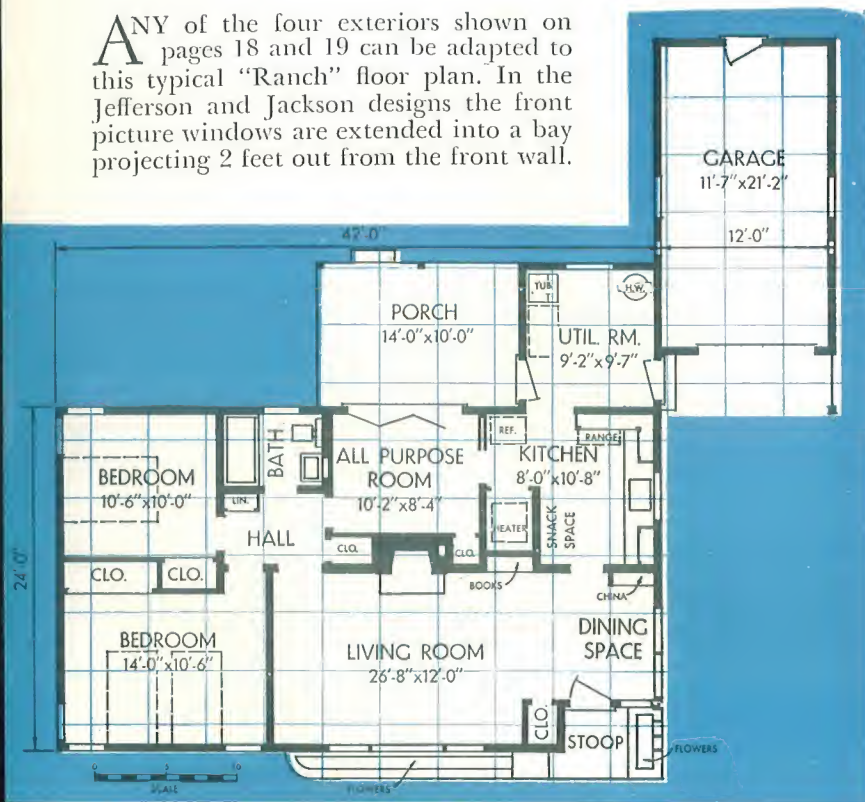 ANY of the four exteriors shown on
pages 18 and 19 can be adapted to
this typical “Ranch” floor plan. In the
Jefferson and Jackson designs the front
picture windows are extended into a bay
projecting 2 feet out from the front wall.
GARAGE
11'-7"x21'-2"
42'-0"
12'-0"
PORCH
14'-0"x10'-0"
TUB
H.W.
UTIL. RM.
9'-2"x9'-7"
BEDROOM
10'-6"x10'-0"
BATH
LIN.
HALL
ALL PURPOSE
ROOM
10'-2"x8'-4"
REF.
RANGE
KITCHEN
8'-0"x10'-8"
HEATER
SNACK
SPACE
CLO.
CLO.
CLO.
CLO.
BOOKS
CHINA
24'-0"
BEDROOM
14'-0"x10'-6"
LIVING ROOM
26'-8"x12'-0"
DINING
SPACE
CLO.
STOOP
FLOWERS
FLOWERS
0
10
SCALE